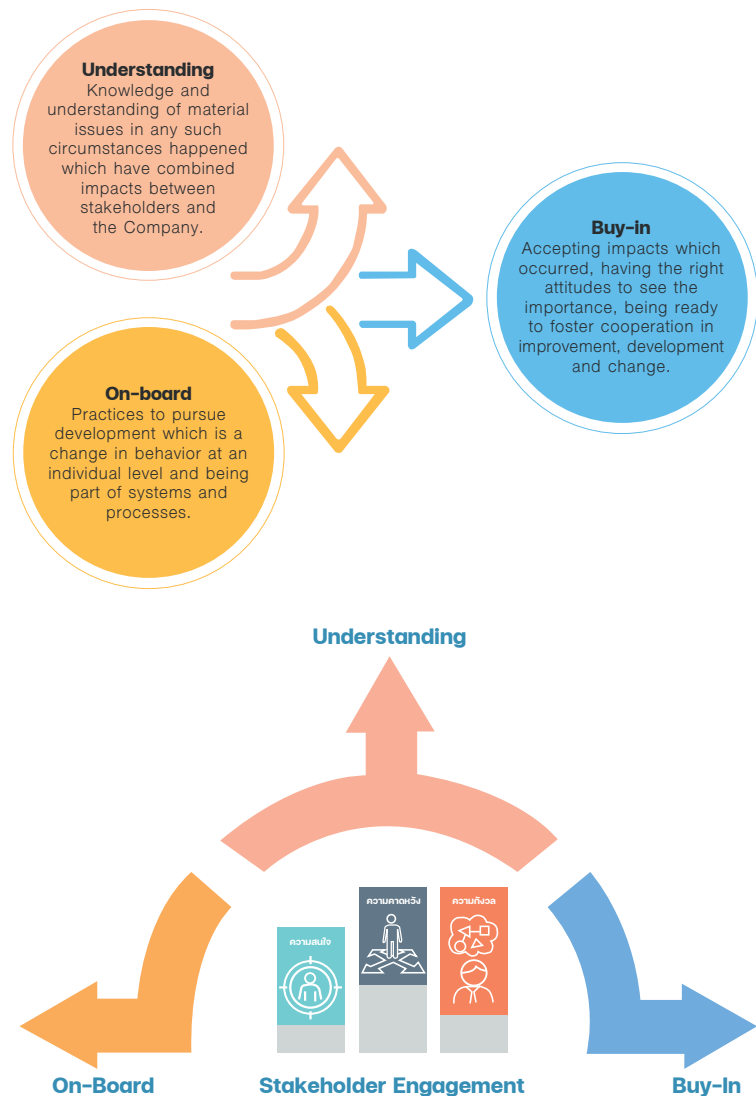 Understanding
Knowledge and
understanding of material
issues in any such
circumstances happened
which have combined
impacts between
stakeholders and
the Company.
Buy-in
Accepting impacts which
occurred, having the right
attitudes to see the
importance, being ready
to foster cooperation in
improvement, development
and change.
On-board
Practices to pursue
development which is a
change in behavior at an
individual level and being
part of systems and
processes.
Understanding
ความสนใจ
ความคาดหวัง
ความกังวล
On-Board
Stakeholder Engagement
Buy-In